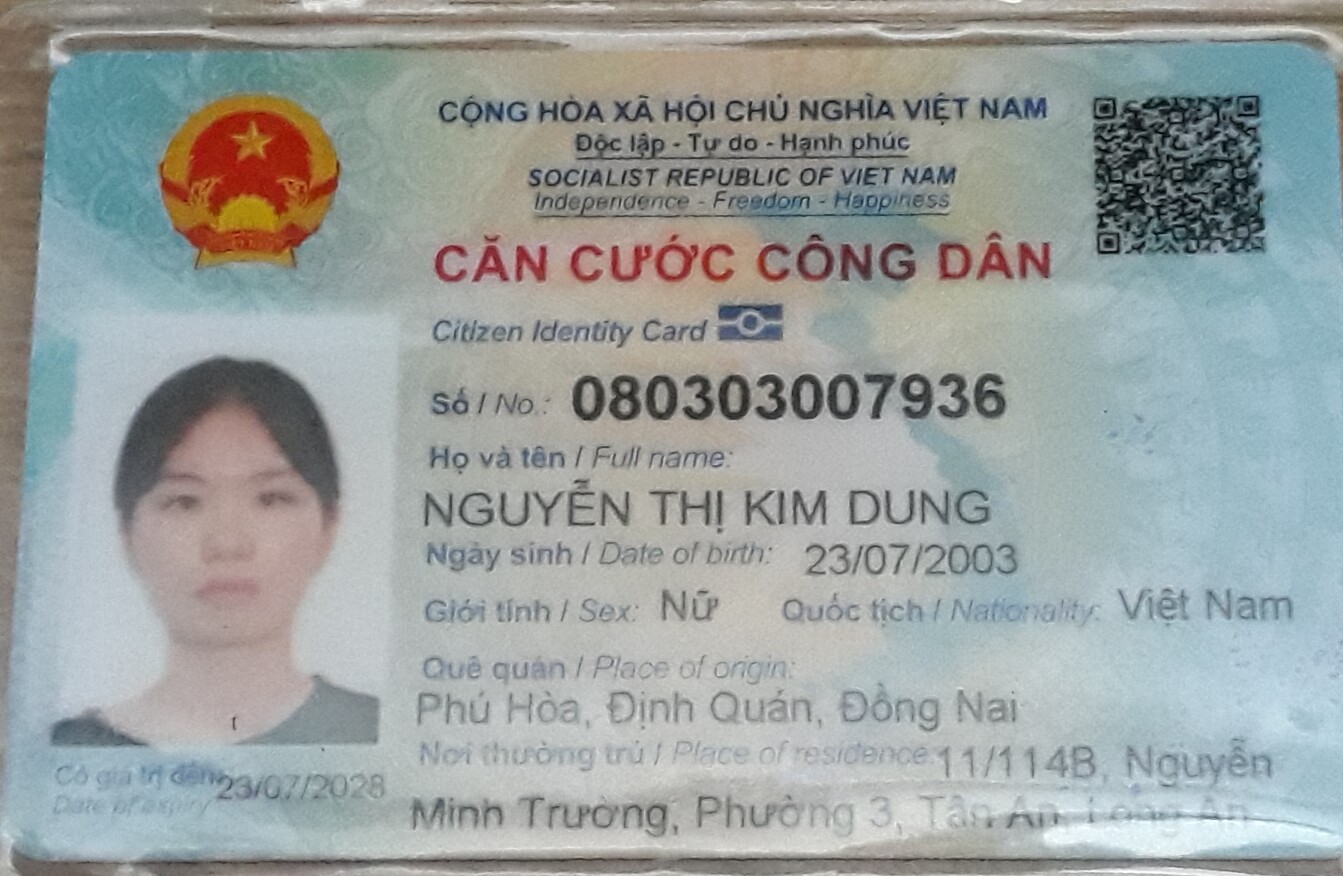 CỘNG HÒA XÃ HỘI CHỦ NGHĨA VIỆT NAM
Độc lập - Tự do - Hạnh phúc
SOCIALIST REPUBLIC OF VIET NAM
Independence - Freedom - Happiness
CĂN CƯỚC CÔNG DÂN
Citizen Identity Card
Số / No.: 080303007936
Họ và tên / Full name:
NGUYỄN THỊ KIM DUNG
Ngày sinh / Date of birth: 23/07/2003
Giới tính / Sex: Nữ Quốc tịch / Nationality: Việt Nam
Quê quán / Place of origin:
Phú Hòa, Định Quán, Đồng Nai
Nơi thường trú / Place of residence: 11/114B, Nguyễn
Minh Trường, Phường 3, Tân An, Long An
Có giá trị đến: 23/07/2028
Date of expiry